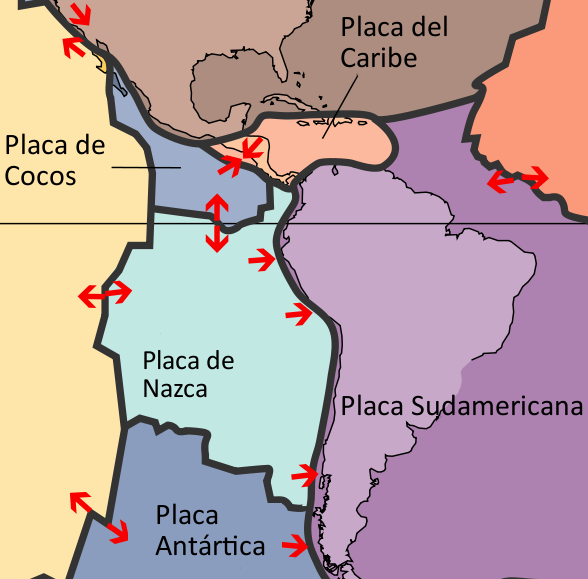 Placa del
Caribe
Placa de
Cocos
Placa de
Nazca
Placa Sudamericana
Placa
Antártica